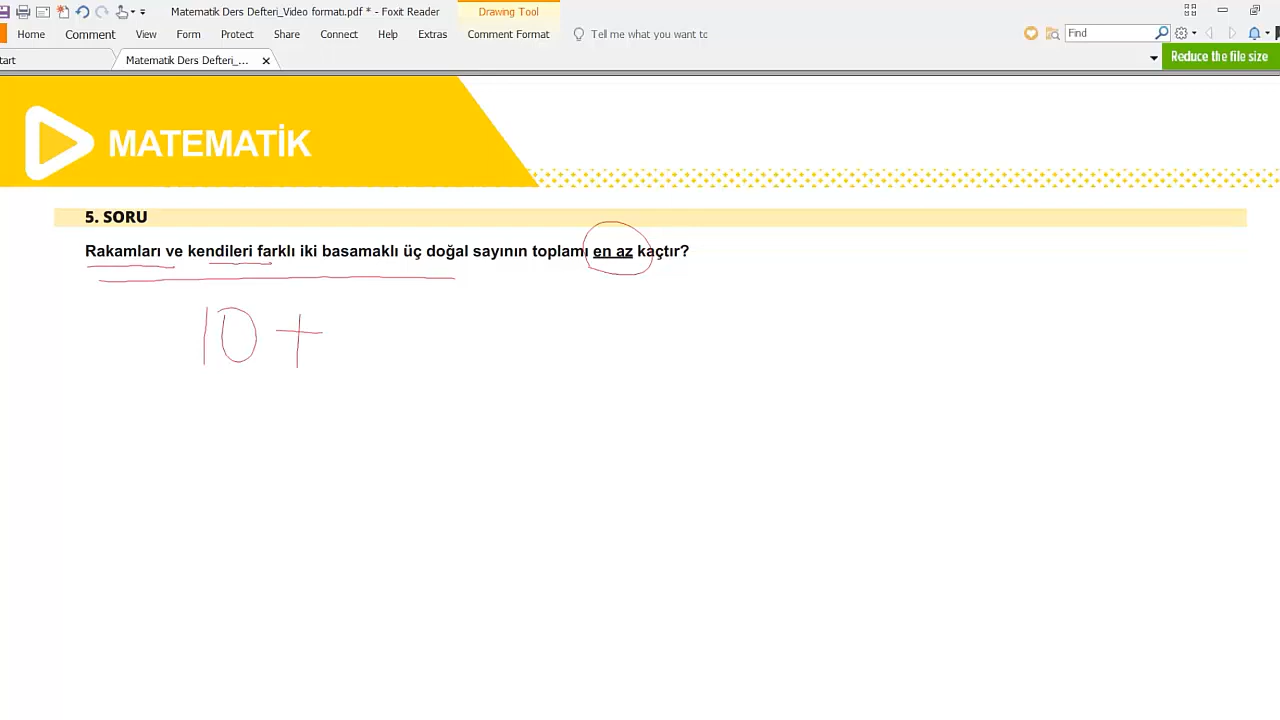 Matematik Ders Defteri_Video formatı.pdf * - Foxit Reader
Drawing Tool
Home Comment View Form Protect Share Connect Help Extras Comment Format Tell me what you want to Find
tart
Matematik Ders Defteri_... ×
Reduce the file size
MATEMATİK
5. SORU
Rakamları ve kendileri farklı iki basamaklı üç doğal sayının toplamı en az kaçtır?
10 +